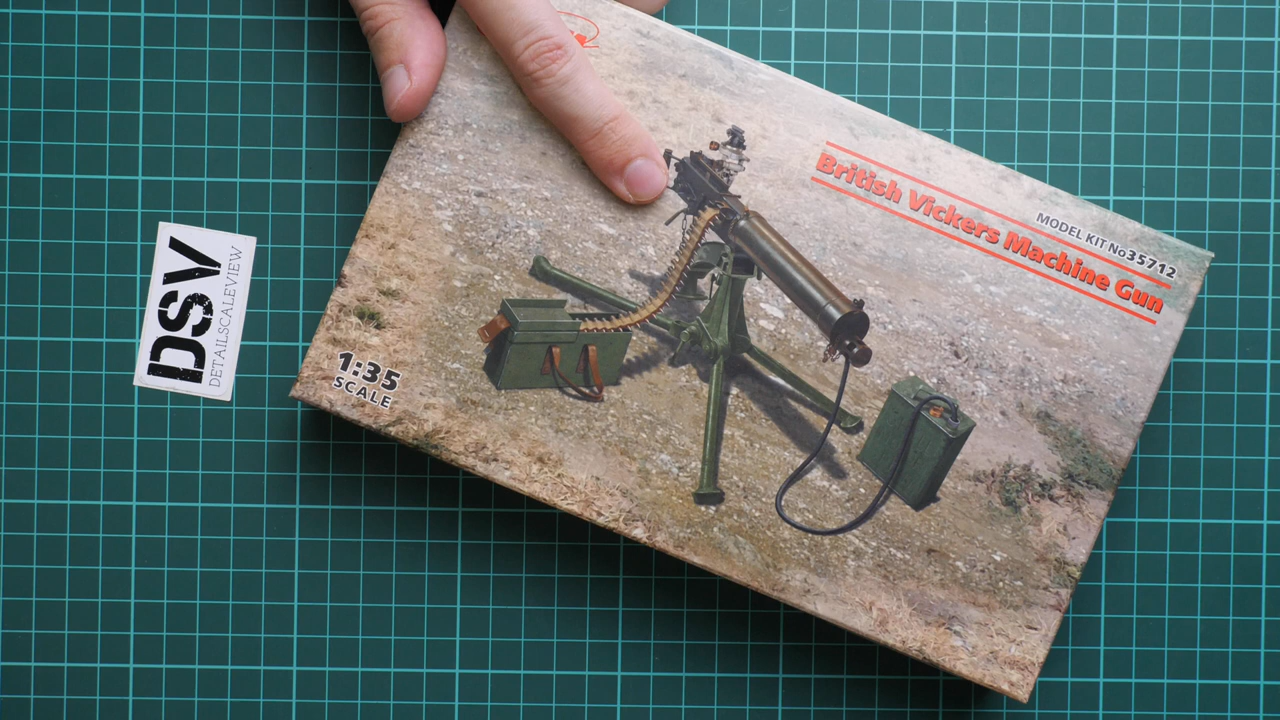 MODEL KIT No35712
British Vickers Machine Gun
1:35
SCALE
DSV
DETAILSCALEVIEW